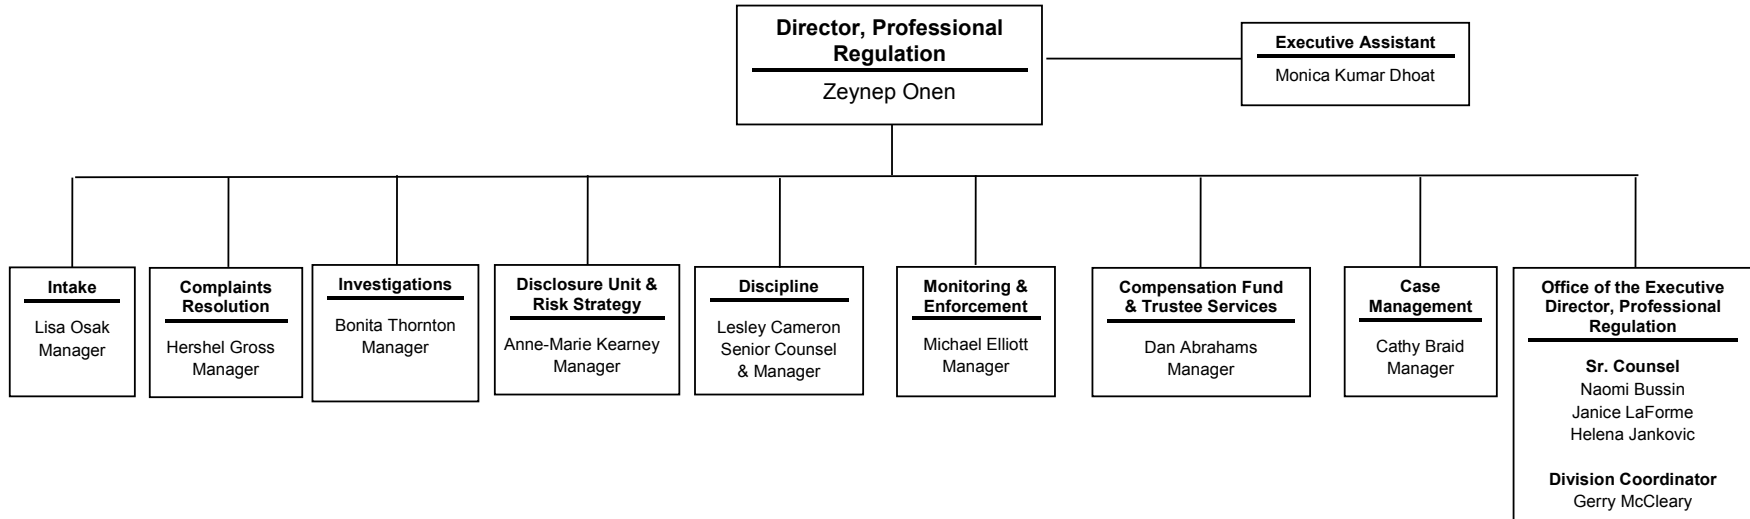 Director, Professional
Regulation
Zeynep Onen
Executive Assistant
Monica Kumar Dhoat
Intake
Lisa Osak
Manager
Complaints
Resolution
Hershel Gross
Manager
Investigations
Bonita Thornton
Manager
Disclosure Unit &
Risk Strategy
Anne-Marie Kearney
Manager
Discipline
Lesley Cameron
Senior Counsel
& Manager
Monitoring &
Enforcement
Michael Elliott
Manager
Compensation Fund
& Trustee Services
Dan Abrahams
Manager
Case
Management
Cathy Braid
Manager
Office of the Executive
Director, Professional
Regulation
Sr. Counsel
Naomi Bussin
Janice LaForme
Helena Jankovic
Division Coordinator
Gerry McCleary